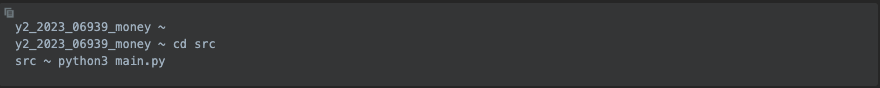 y2_2023_06939_money ~
y2_2023_06939_money ~ cd src
src ~ python3 main.py